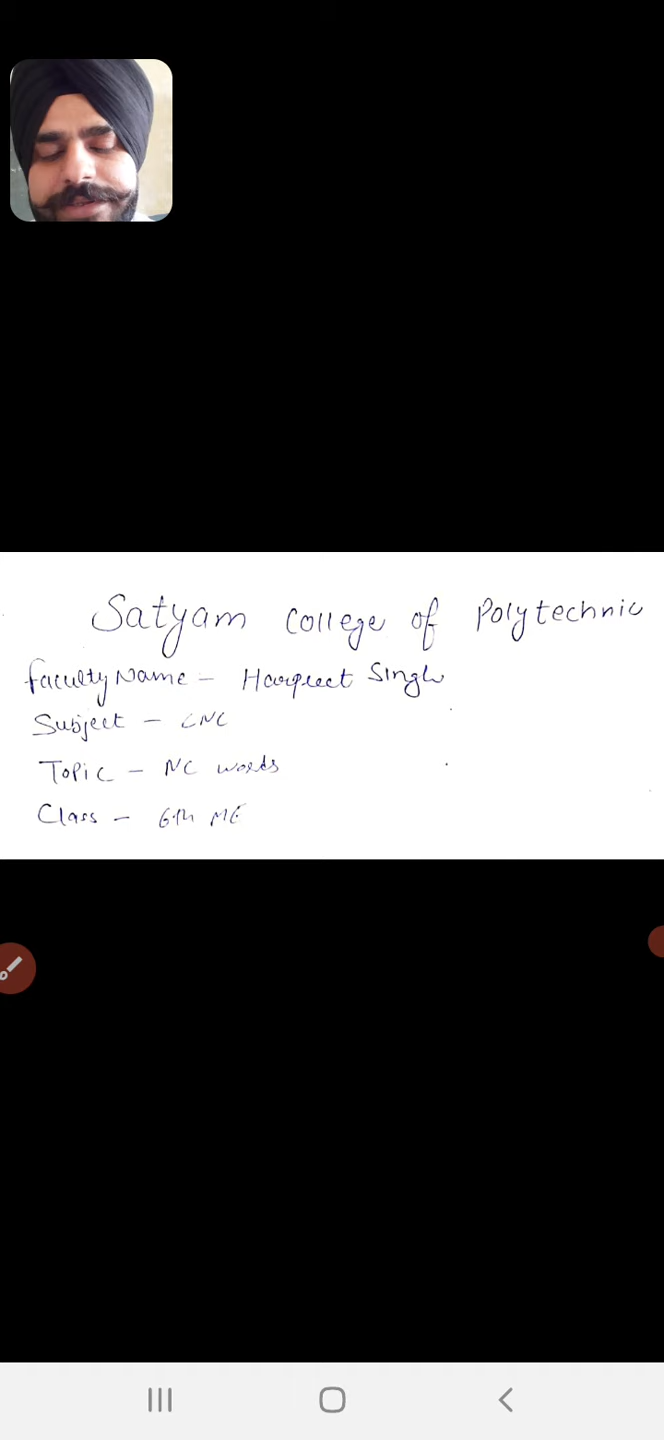 Satyam College of Polytechnic
Faculty Name - Harpreet Singh
Subject - CNC
Topic - NC words
Class - 6th ME